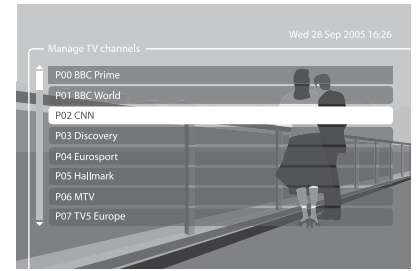 Wed 28 Sep 2005 16:26
Manage TV channels
P00 BBC Prime
P01 BBC World
P02 CNN
P03 Discovery
P04 Eurosport
P05 Hallmark
P06 MTV
P07 TV5 Europe